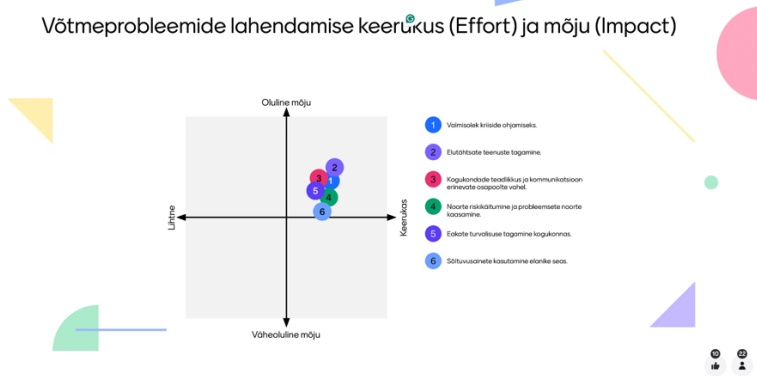 Võtmeprobleemide lahendamise keerukus (Effort) ja mõju (Impact)
Oluline mõju
Lihtne
Keerukas
Väheoluline mõju
2
3
1
5
4
6
1 Valmisolek kriiside ohjamiseks.
2 Elutähtsate teenuste tagamine.
3 Kogukondade teadlikkus ja kommunikatsioon
erinevate osapoolte vahel.
4 Noorte riskikäitumine ja probleemsete noorte
kaasamine.
5 Eakate turvalisuse tagamine kogukonnas.
6 Sõltuvusainete kasutamine elanike seas.
10
22